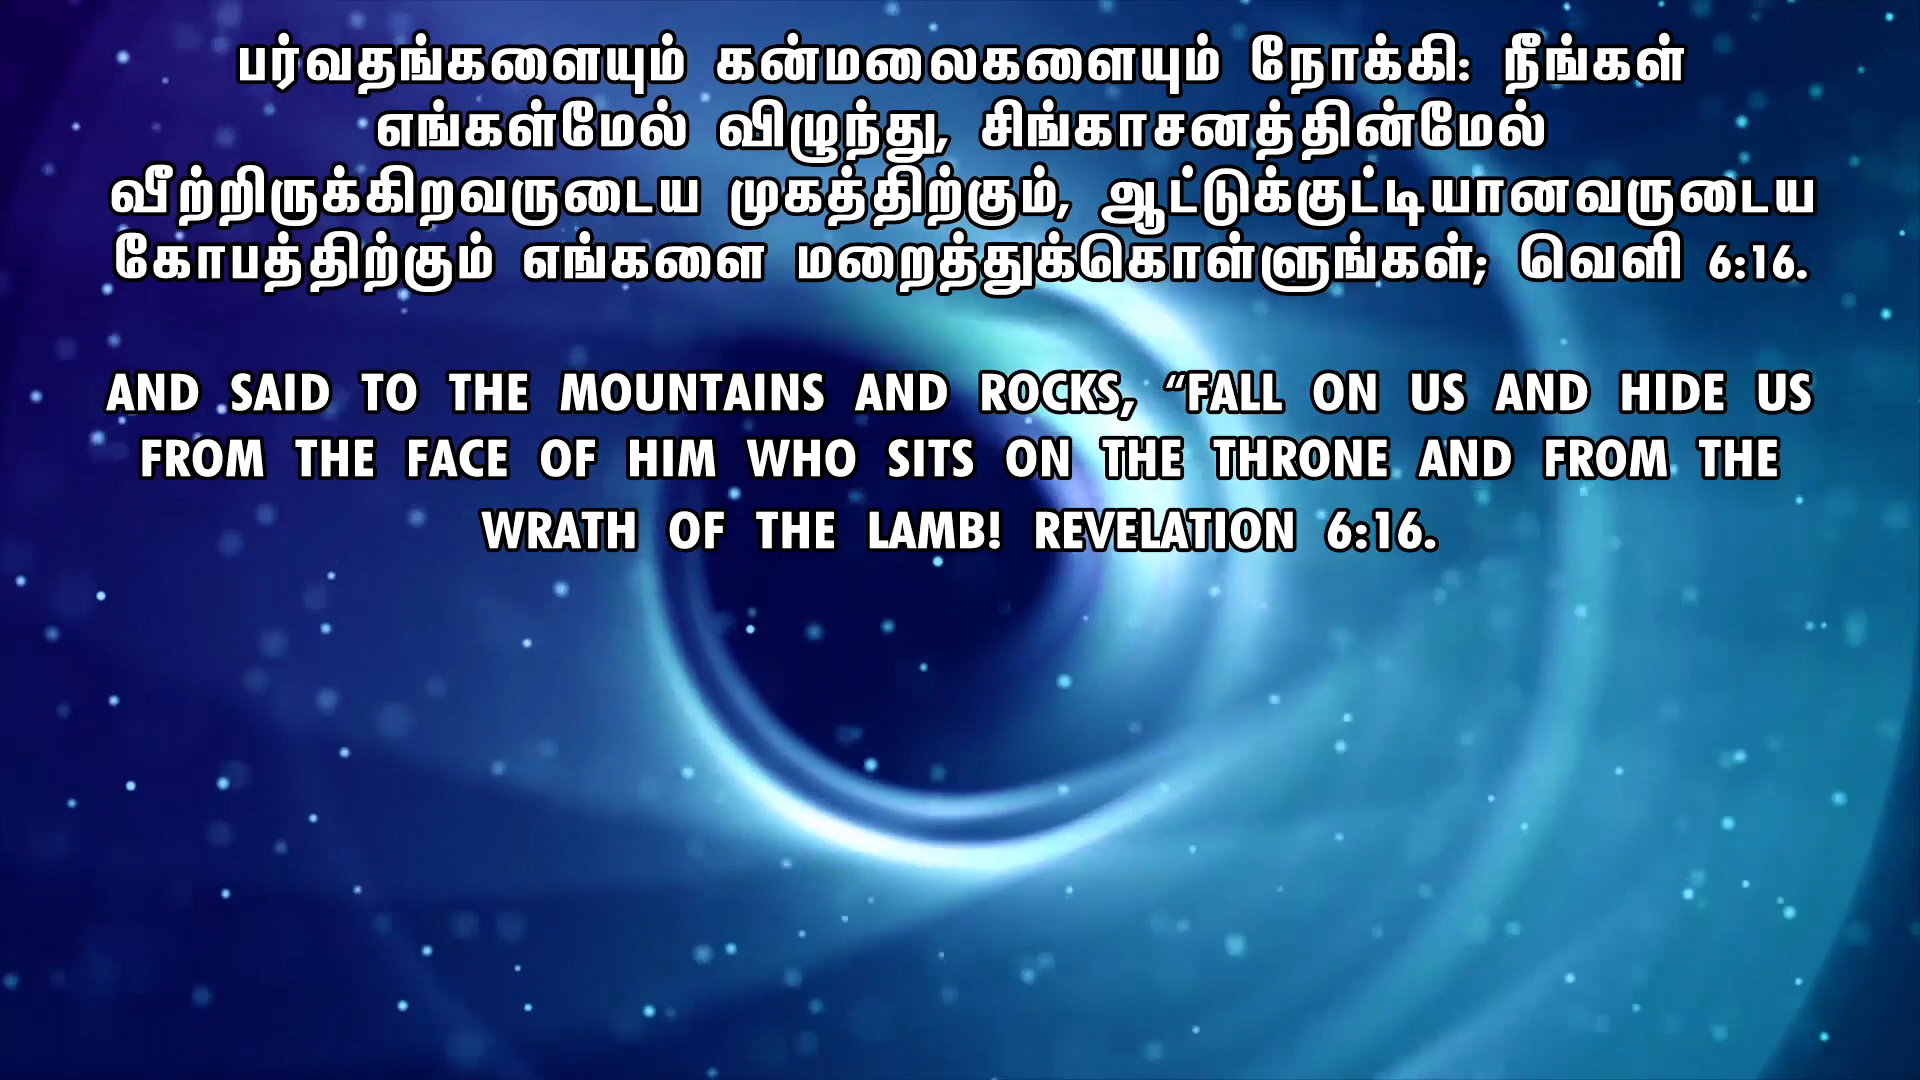 பர்வதங்களையும் கன்மலைகளையும் நோக்கி: நீங்கள்
எங்கள்மேல் விழுந்து, சிங்காசனத்தின்மேல்
வீற்றிருக்கிறவருடைய முகத்திற்கும், ஆட்டுக்குட்டியானவருடைய
கோபத்திற்கும் எங்களை மறைத்துக்கொள்ளுங்கள்; வெளி 6:16.
AND SAID TO THE MOUNTAINS AND ROCKS, “FALL ON US AND HIDE US
FROM THE FACE OF HIM WHO SITS ON THE THRONE AND FROM THE
WRATH OF THE LAMB! REVELATION 6:16.